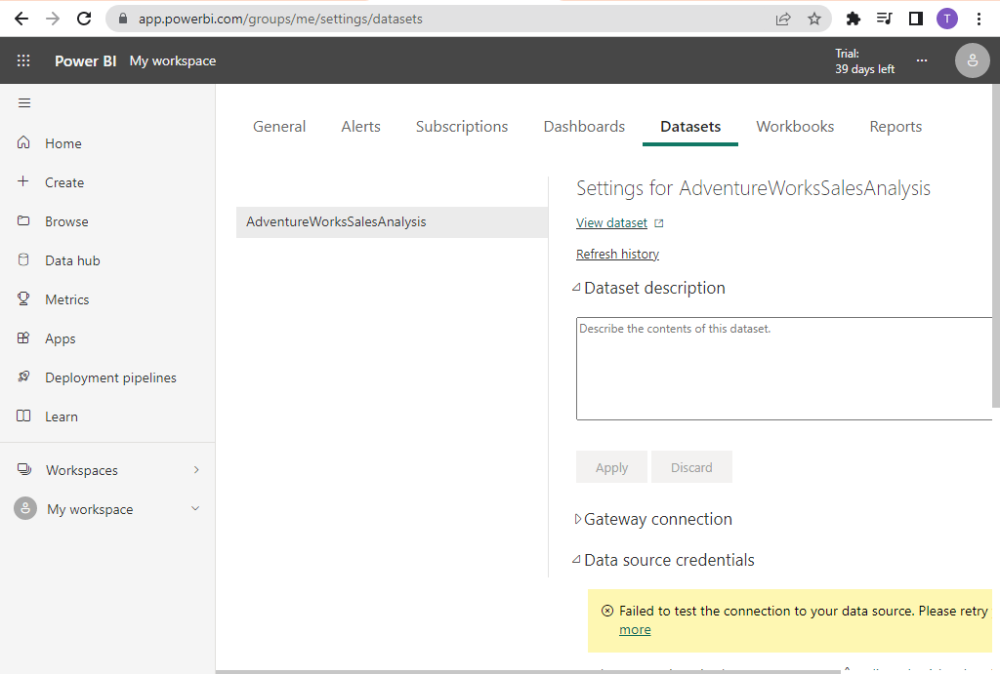 app.powerbi.com/groups/me/settings/datasets
T
Power BI My workspace
Trial:
39 days left
Home
Create
Browse
Data hub
Metrics
Apps
Deployment pipelines
Learn
Workspaces
My workspace
General Alerts Subscriptions Dashboards Datasets Workbooks Reports
AdventureWorksSalesAnalysis
Settings for AdventureWorksSalesAnalysis
View dataset
Refresh history
Dataset description
Describe the contents of this dataset.
Apply Discard
Gateway connection
Data source credentials
Failed to test the connection to your data source. Please retry
more